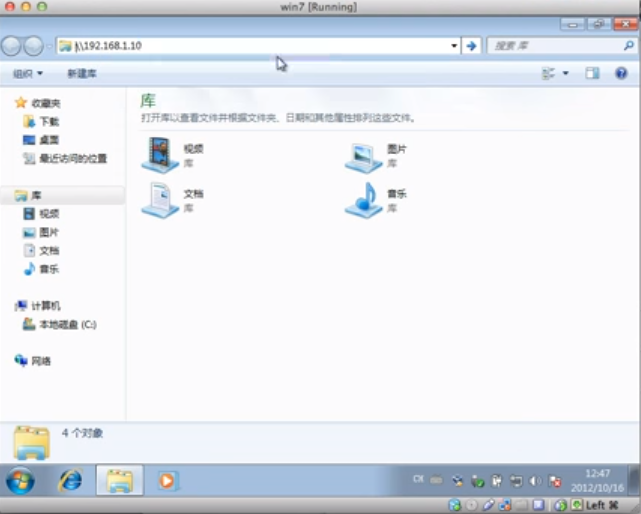 win7 [Running]
\\192.168.1.10
搜索 库
组织
新建库
收藏夹
下载
桌面
最近访问的位置
库
视频
图片
文档
音乐
计算机
本地磁盘 (C:)
网络
库
打开库以查看文件并根据文件夹、日期和其他属性排列这些文件。
视频
库
图片
库
文档
库
音乐
库
4 个对象
CH
12:47
2012/10/16
Left ⌘